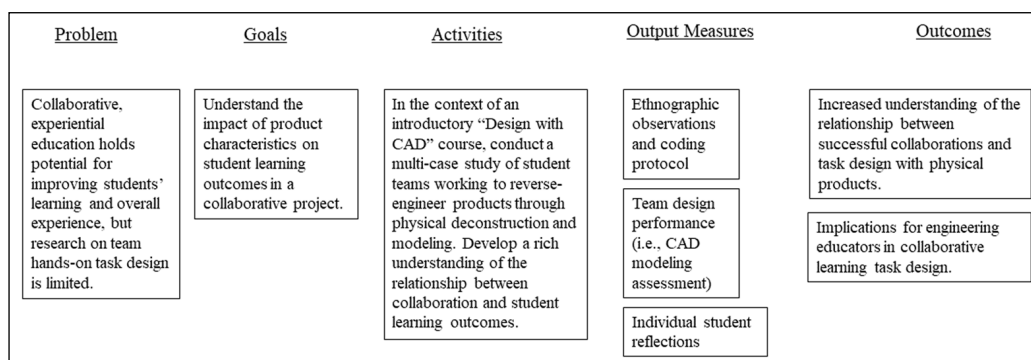 Problem
Goals
Activities
Output Measures
Outcomes
Collaborative,
experiential
education holds
potential for
improving students’
learning and overall
experience, but
research on team
hands-on task design
is limited.
Understand the
impact of product
characteristics on
student learning
outcomes in a
collaborative project.
In the context of an
introductory “Design with
CAD” course, conduct a
multi-case study of student
teams working to reverse-
engineer products through
physical deconstruction and
modeling. Develop a rich
understanding of the
relationship between
collaboration and student
learning outcomes.
Ethnographic
observations
and coding
protocol
Team design
performance
(i.e., CAD
modeling
assessment)
Individual student
reflections
Increased understanding of the
relationship between
successful collaborations and
task design with physical
products.
Implications for engineering
educators in collaborative
learning task design.